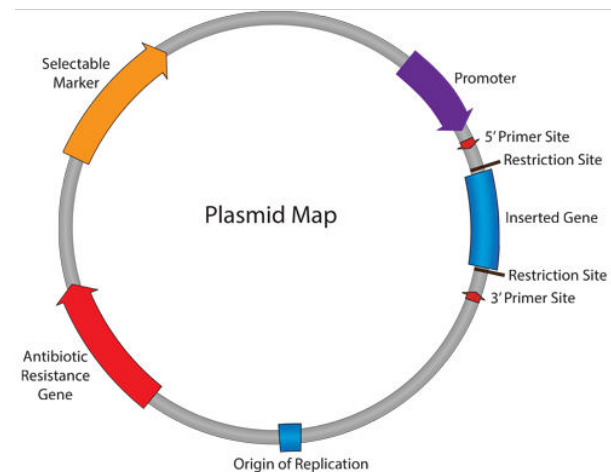 Selectable
Marker
Promoter
5' Primer Site
Restriction Site
Plasmid Map
Inserted Gene
Restriction Site
3' Primer Site
Antibiotic
Resistance
Gene
Origin of Replication